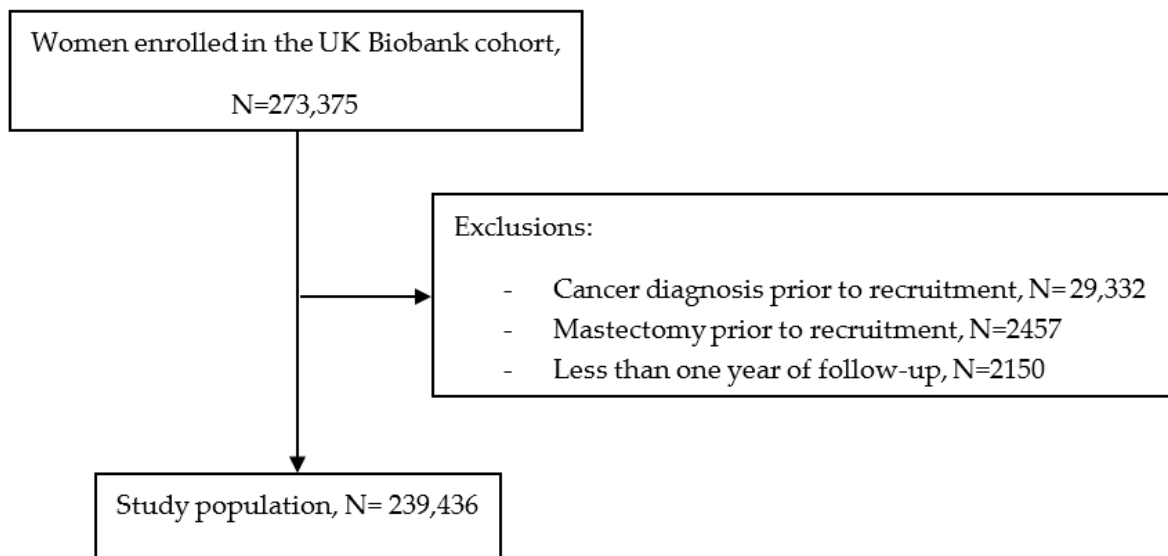 Women enrolled in the UK Biobank cohort,
N=273,375
Exclusions:
- Cancer diagnosis prior to recruitment, N=29,332
- Mastectomy prior to recruitment, N=2457
- Less than one year of follow-up, N=2150
Study population, N= 239,436